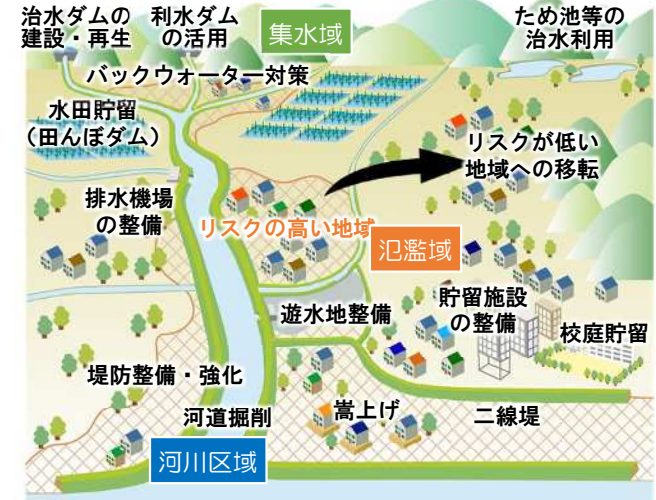 治水ダムの
建設・再生
利水ダム
の活用
集水域
ため池等の
治水利用
バックウォーター対策
水田貯留
（田んぼダム）
リスクが低い
地域への移転
排水機場
の整備
リスクの高い地域
氾濫域
遊水地整備
貯留施設
の整備
校庭貯留
堤防整備・強化
河道掘削
嵩上げ
二線堤
河川区域